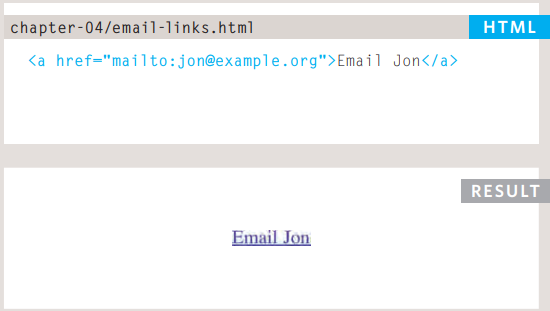 chapter-04/email-links.html HTML
<a href="mailto:jon@example.org">Email Jon</a>
RESULT
Email Jon